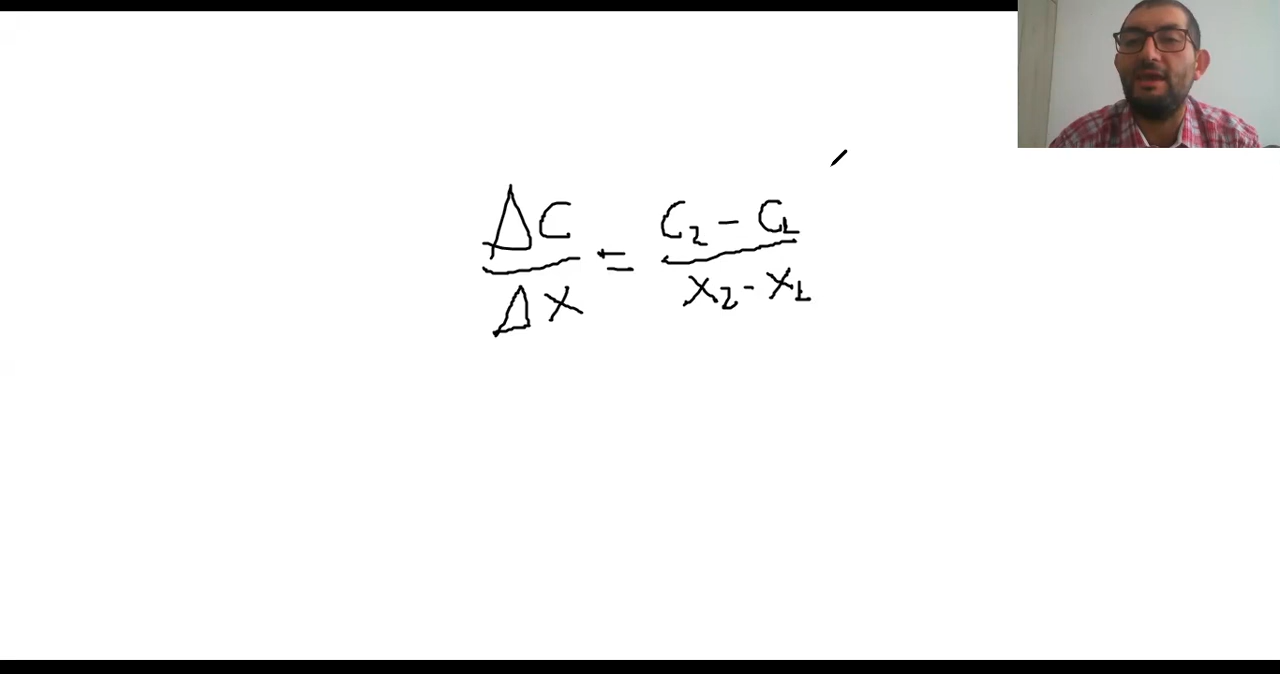 ΔC/ΔX = C₂ - C₁/X₂ - X₁